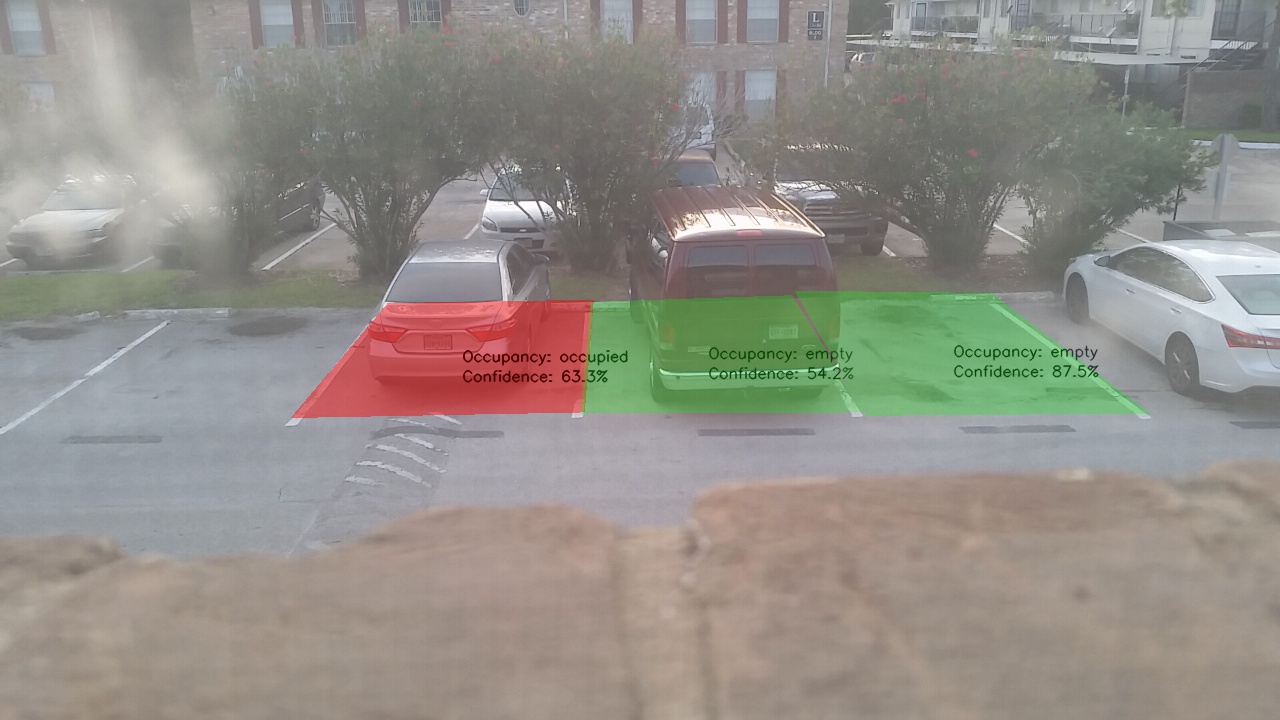 L
Occupancy: occupied
Confidence: 63.3%
Occupancy: empty
Confidence: 54.2%
Occupancy: empty
Confidence: 87.5%